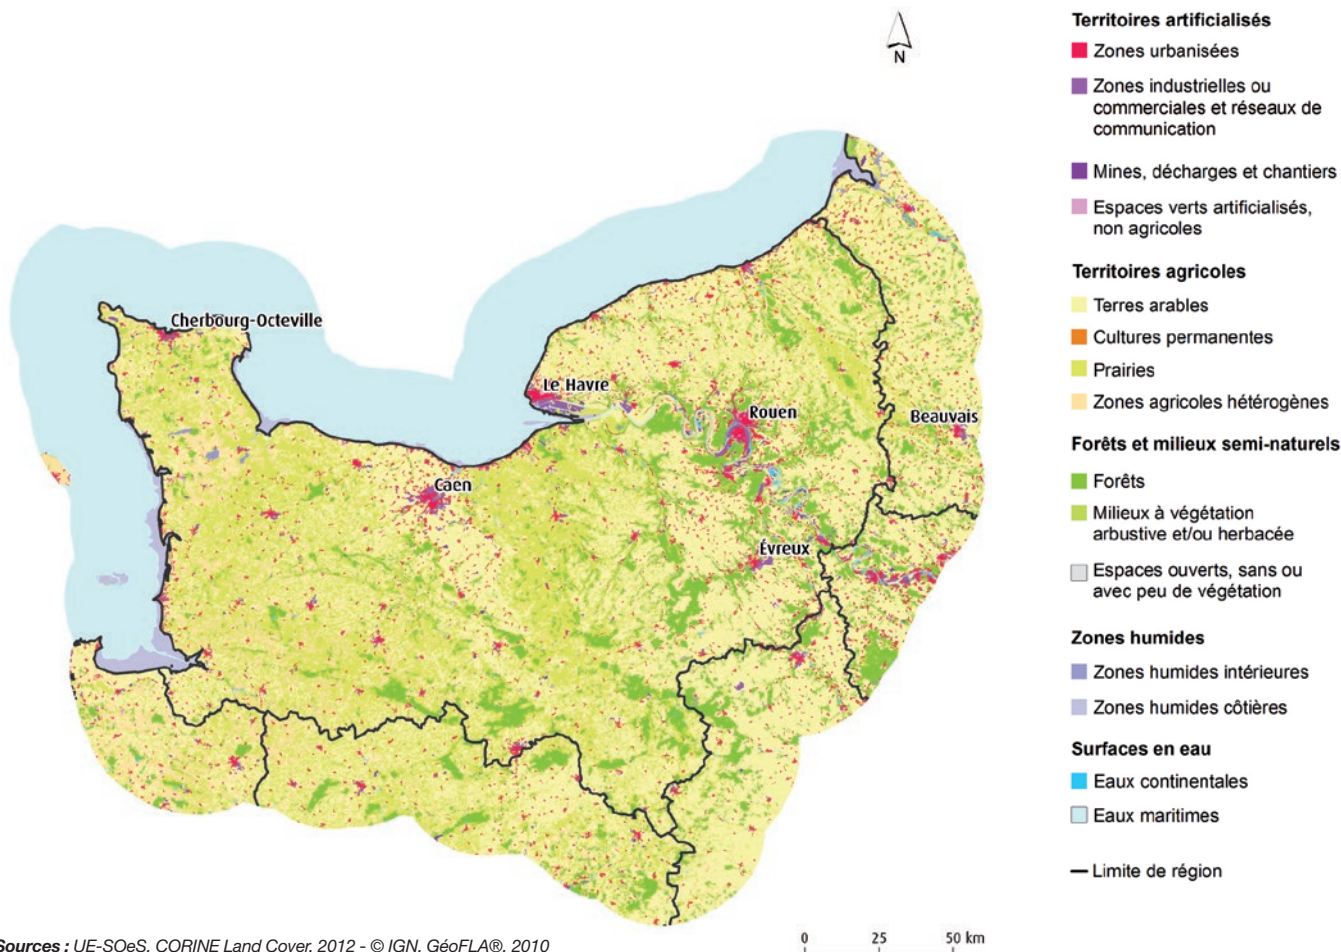 N
Cherbourg-Octeville
Le Havre
Rouen
Beauvais
Caen
Évreux
Territoires artificialisés
Zones urbanisées
Zones industrielles ou
commerciales et réseaux de
communication
Mines, décharges et chantiers
Espaces verts artificialisés,
non agricoles
Territoires agricoles
Terres arables
Cultures permanentes
Prairies
Zones agricoles hétérogènes
Forêts et milieux semi-naturels
Forêts
Milieux à végétation
arbustive et/ou herbacée
Espaces ouverts, sans ou
avec peu de végétation
Zones humides
Zones humides intérieures
Zones humides côtières
Surfaces en eau
Eaux continentales
Eaux maritimes
Limite de région
Sources : UE-SOeS, CORINE Land Cover, 2012 - © IGN, GéoFLA®, 2010
0 25 50 km